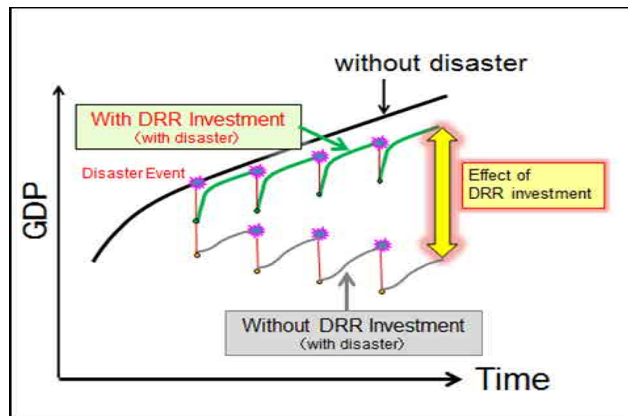 without disaster
With DRR Investment
（with disaster）
Disaster Event
Effect of
DRR investment
GDP
Without DRR Investment
（with disaster）
Time